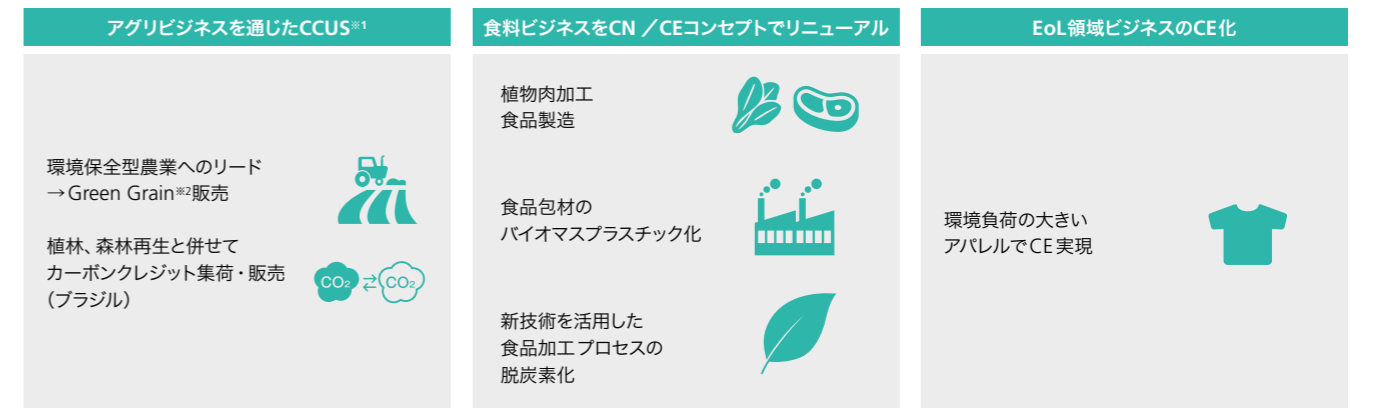 アグリビジネスを通じたCCUS※1
環境保全型農業へのリード
→Green Grain※2販売
植林、森林再生と併せて
カーボンクレジット集荷・販売
（ブラジル）
CO2
CO2
食料ビジネスをCN／CEコンセプトでリニューアル
植物肉加工
食品製造
食品包材の
バイオマスプラスチック化
新技術を活用した
食品加工プロセスの
脱炭素化
EoL領域ビジネスのCE化
環境負荷の大きい
アパレルでCE実現